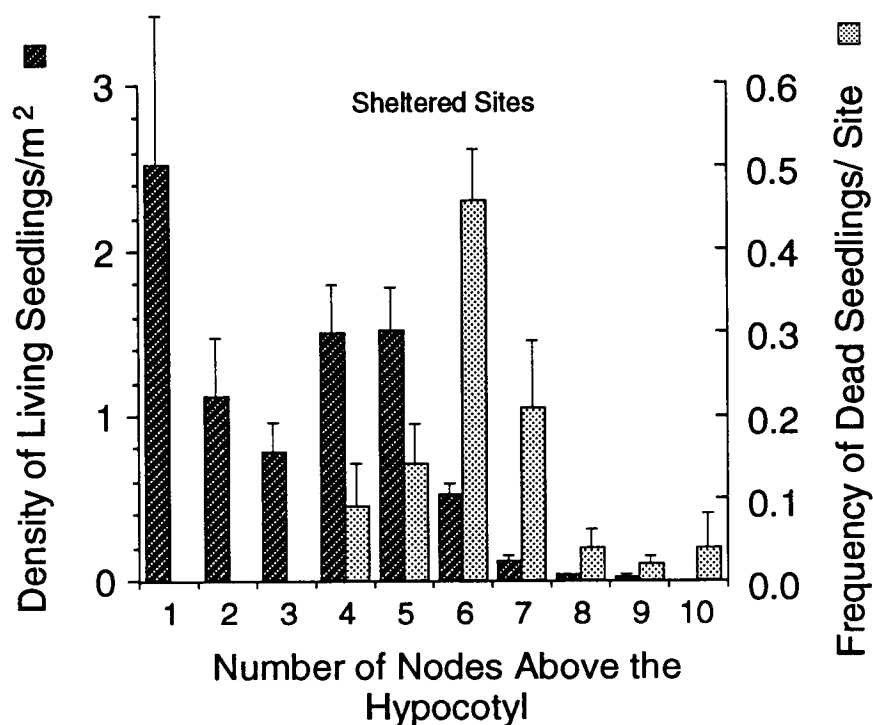 Density of Living Seedlings/m²
3
2
1
0
Sheltered Sites
0.6
0.5
0.4
0.3
0.2
0.1
0.0
Frequency of Dead Seedlings/ Site
1 2 3 4 5 6 7 8 9 10
Number of Nodes Above the
Hypocotyl